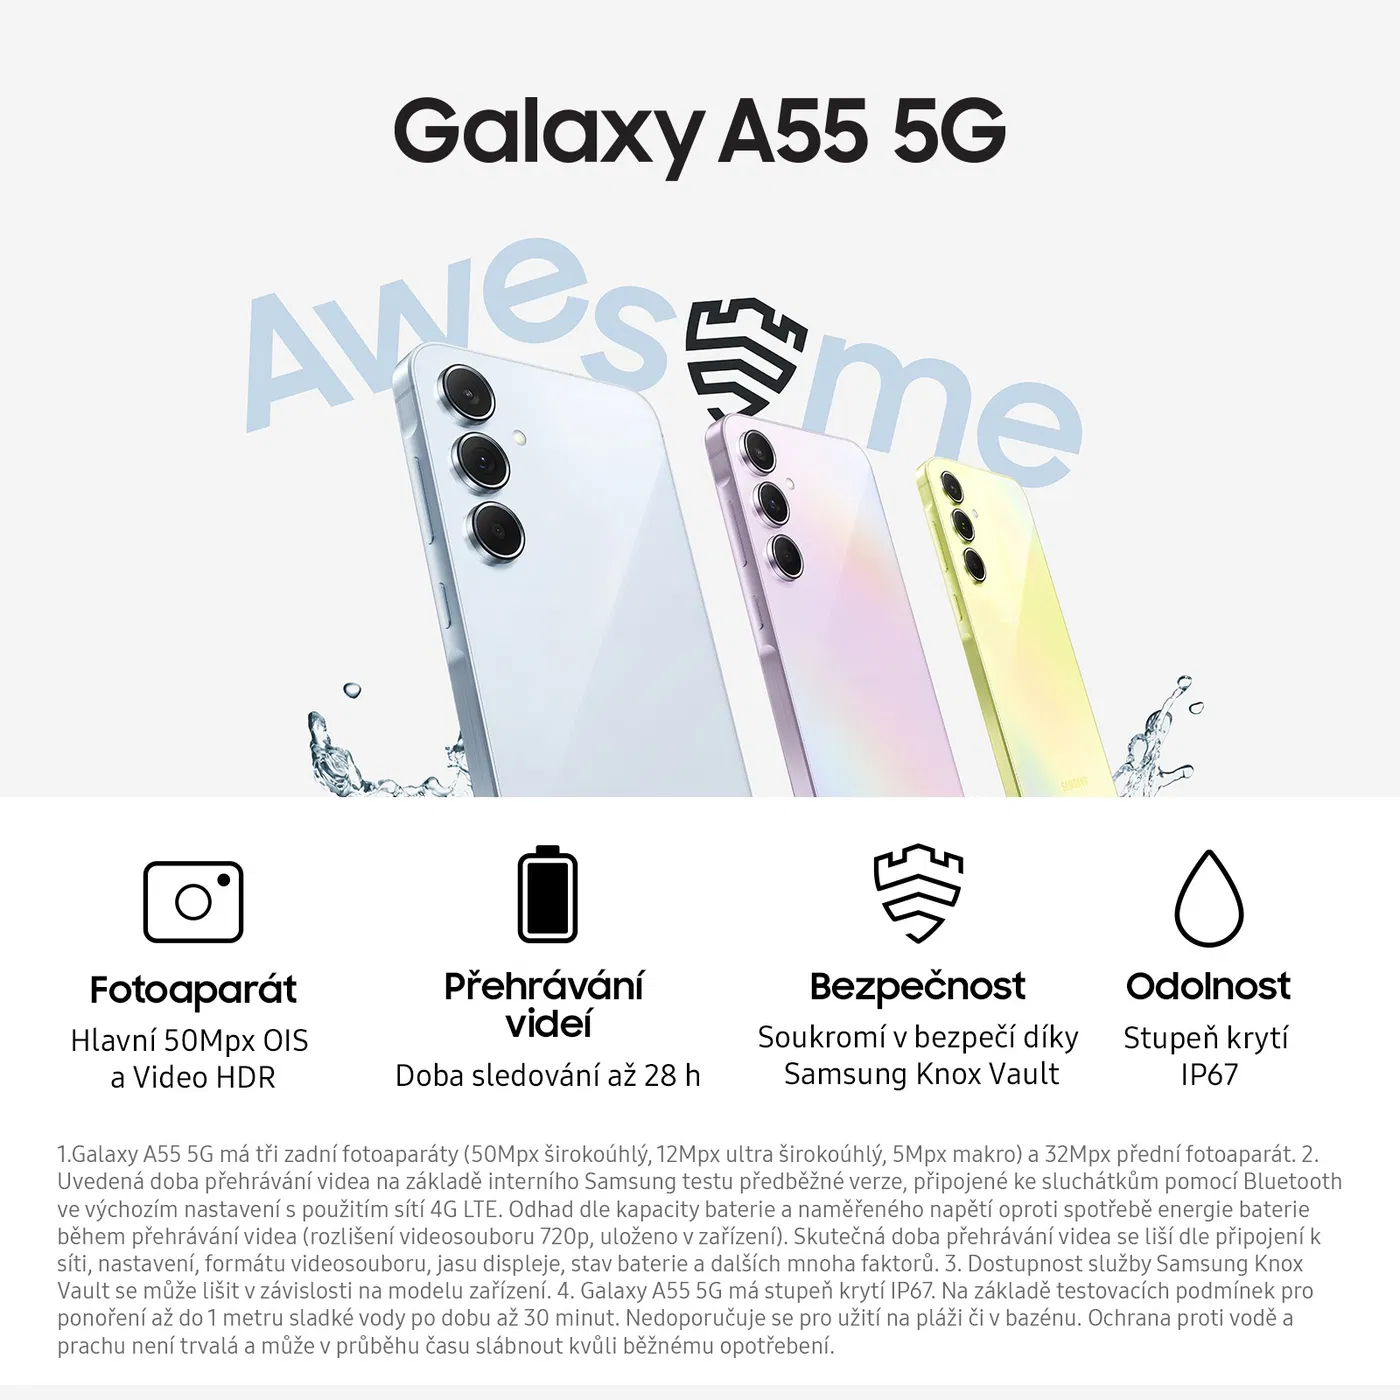 Galaxy A55 5G
Awesome
SAMSUNG
Fotoaparát
Hlavní 50Mpx OIS
a Video HDR
Přehrávání
videí
Doba sledování až 28 h
Bezpečnost
Soukromí v bezpečí díky
Samsung Knox Vault
Odolnost
Stupeň krytí
IP67
1.Galaxy A55 5G má tři zadní fotoaparáty (50Mpx širokoúhlý, 12Mpx ultra širokoúhlý, 5Mpx makro) a 32Mpx přední fotoaparát. 2.
Uvedená doba přehrávání videa na základě interního Samsung testu předběžné verze, připojené ke sluchátkům pomocí Bluetooth
ve výchozím nastavení s použitím sítí 4G LTE. Odhad dle kapacity baterie a naměřeného napětí oproti spotřebě energie baterie
během přehrávání videa (rozlišení videosouboru 720p, uloženo v zařízení). Skutečná doba přehrávání videa se liší dle připojení k
síti, nastavení, formátu videosouboru, jasu displeje, stav baterie a dalších mnoha faktorů. 3. Dostupnost služby Samsung Knox
Vault se může lišit v závislosti na modelu zařízení. 4. Galaxy A55 5G má stupeň krytí IP67. Na základě testovacích podmínek pro
ponoření až do 1 metru sladké vody po dobu až 30 minut. Nedoporučuje se pro užití na pláži či v bazénu. Ochrana proti vodě a
prachu není trvalá a může v průběhu času slábnout kvůli běžnému opotřebení.